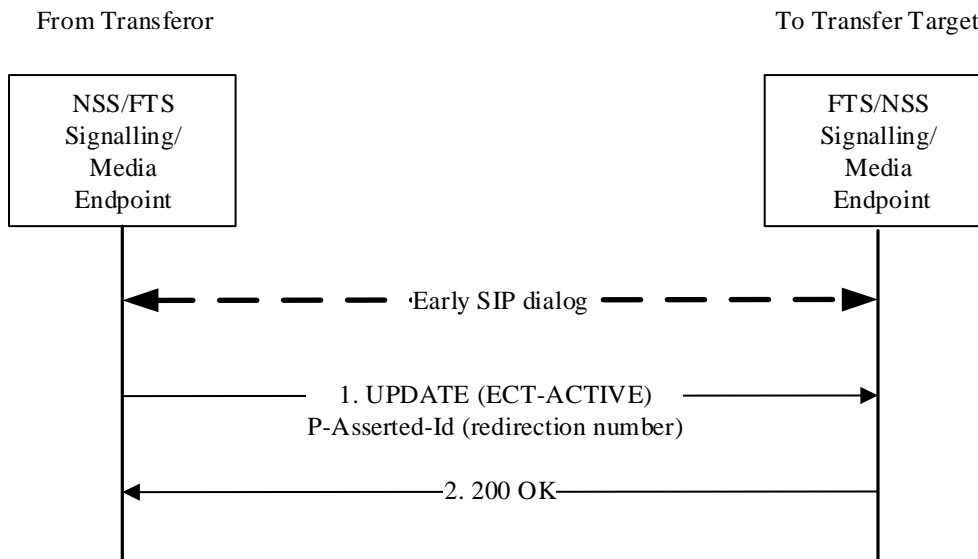 From Transferor
To Transfer Target
NSS/FTS
Signalling/
Media
Endpoint
FTS/NSS
Signalling/
Media
Endpoint
Early SIP dialog
1. UPDATE (ECT-ACTIVE)
P-Asserted-Id (redirection number)
2. 200 OK